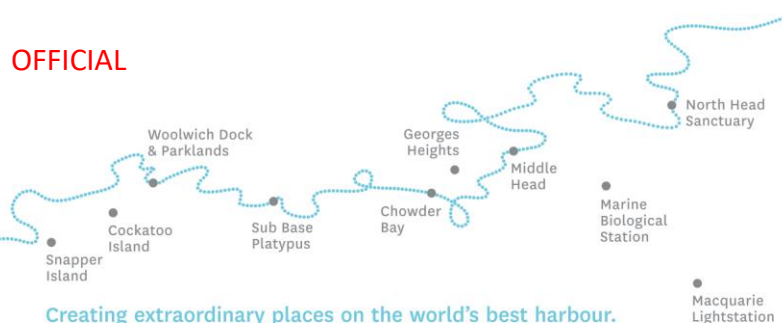 OFFICIAL
North Head
Sanctuary
Woolwich Dock
& Parklands
Georges
Heights
Middle
Head
Marine
Biological
Station
Chowder
Bay
Sub Base
Platypus
Cockatoo
Island
Snapper
Island
Macquarie
Lightstation
Creating extraordinary places on the world's best harbour.